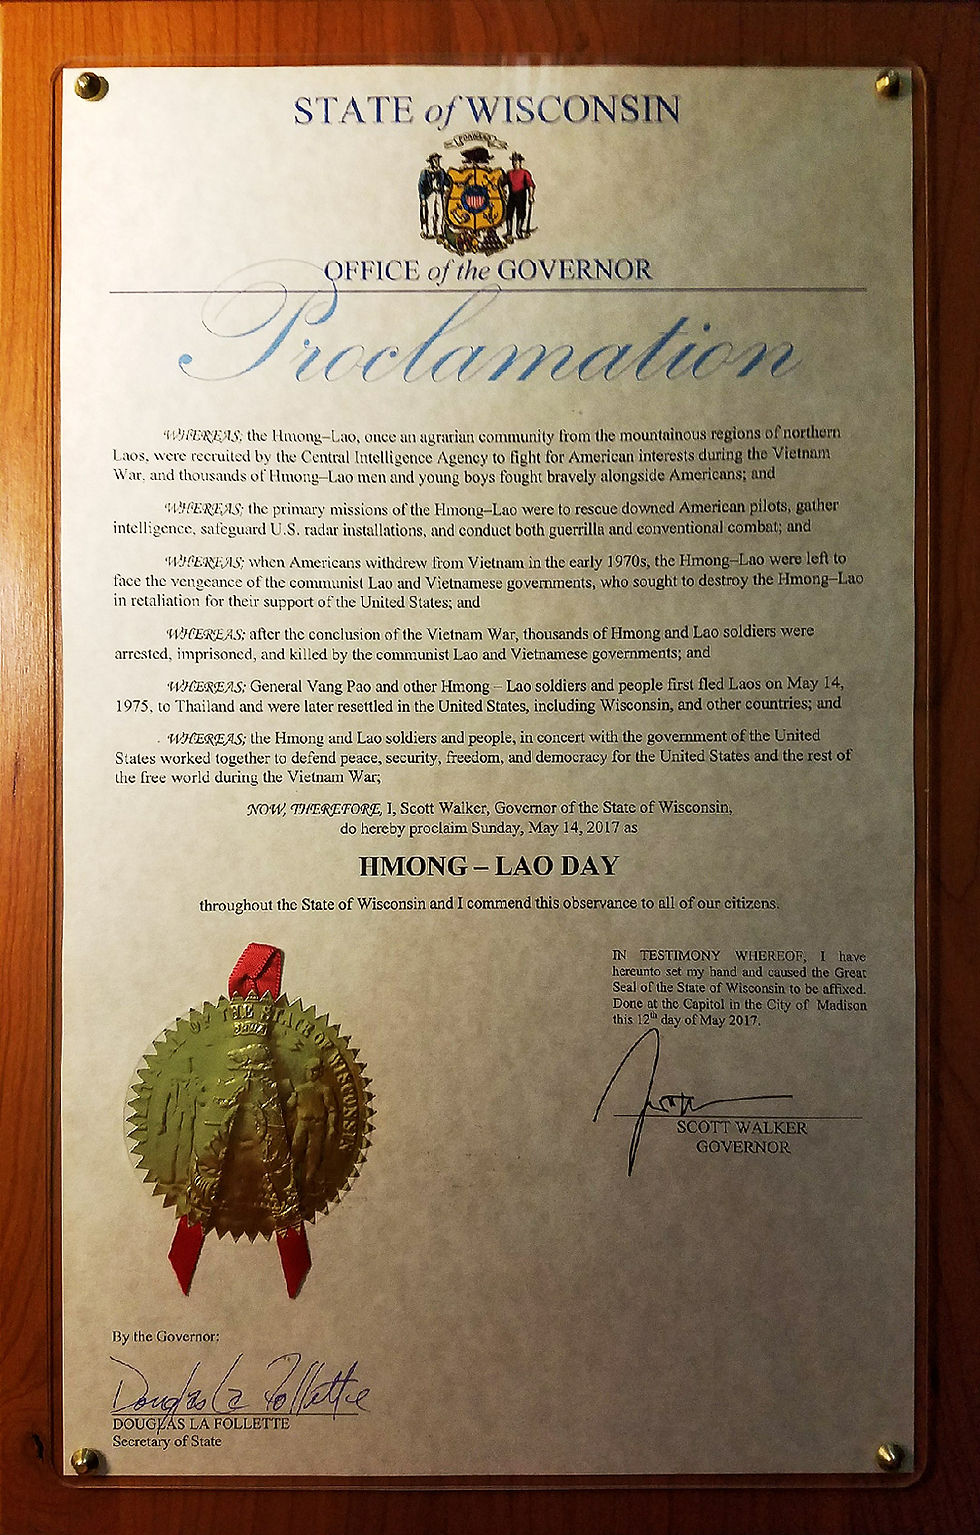 STATE of WISCONSIN
FORWARD
OFFICE of the GOVERNOR
Proclamation
WHEREAS; the Hmong–Lao, once an agrarian community from the mountainous regions of northern
Laos, were recruited by the Central Intelligence Agency to fight for American interests during the Vietnam
War, and thousands of Hmong–Lao men and young boys fought bravely alongside Americans; and
WHEREAS; the primary missions of the Hmong–Lao were to rescue downed American pilots, gather
intelligence, safeguard U.S. radar installations, and conduct both guerrilla and conventional combat; and
WHEREAS; when Americans withdrew from Vietnam in the early 1970s, the Hmong–Lao were left to
face the vengeance of the communist Lao and Vietnamese governments, who sought to destroy the Hmong–Lao
in retaliation for their support of the United States; and
WHEREAS; after the conclusion of the Vietnam War, thousands of Hmong and Lao soldiers were
arrested, imprisoned, and killed by the communist Lao and Vietnamese governments; and
WHEREAS; General Vang Pao and other Hmong – Lao soldiers and people first fled Laos on May 14,
1975, to Thailand and were later resettled in the United States, including Wisconsin, and other countries; and
WHEREAS; the Hmong and Lao soldiers and people, in concert with the government of the United
States worked together to defend peace, security, freedom, and democracy for the United States and the rest of
the free world during the Vietnam War;
NOW, THEREFORE, I, Scott Walker, Governor of the State of Wisconsin,
do hereby proclaim Sunday, May 14, 2017 as
HMONG – LAO DAY
throughout the State of Wisconsin and I commend this observance to all of our citizens.
IN TESTIMONY WHEREOF, I have
hereunto set my hand and caused the Great
Seal of the State of Wisconsin to be affixed.
Done at the Capitol in the City of Madison
this 12th day of May 2017.
SCOTT WALKER
GOVERNOR
OF THE STATE OF WISCONSIN
By the Governor:
Douglas La Follette
DOUGLAS LA FOLLETTE
Secretary of State